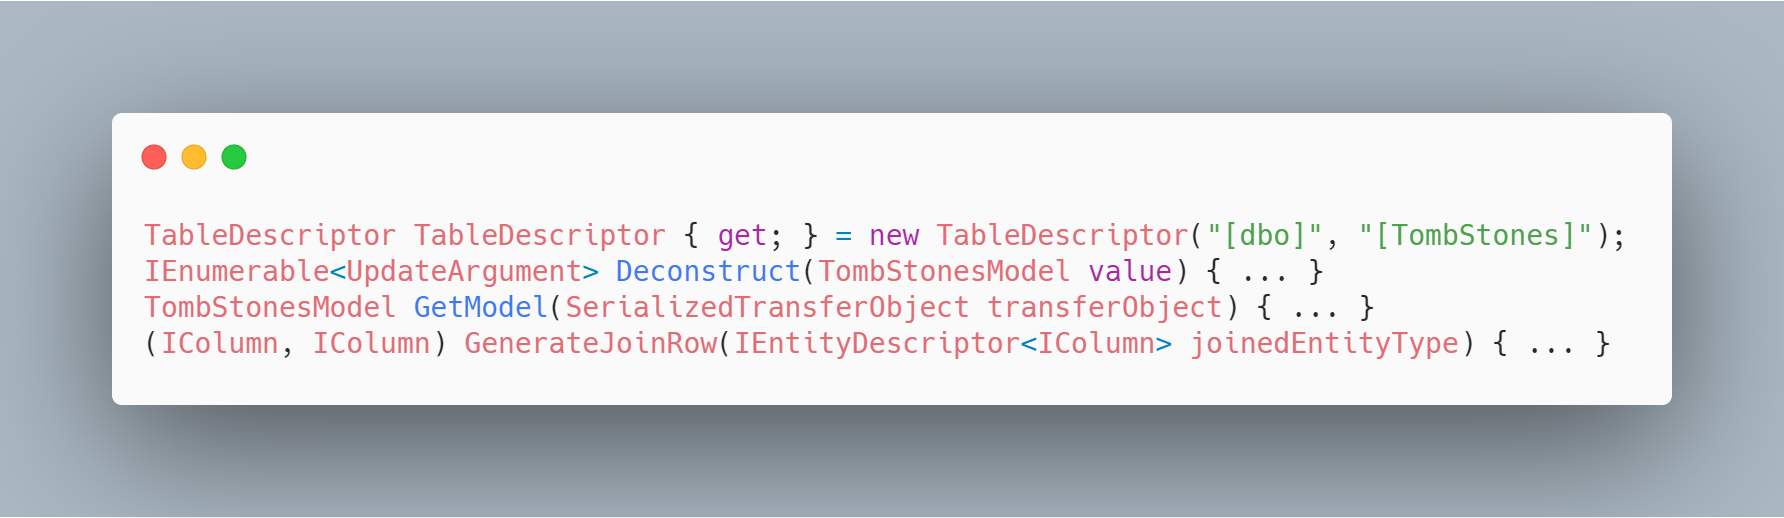 TableDescriptor TableDescriptor { get; } = new TableDescriptor("[dbo]", "[TombStones]");
IEnumerable<UpdateArgument> Deconstruct(TombStonesModel value) { ... }
TombStonesModel GetModel(SerializedTransferObject transferObject) { ... }
(IColumn, IColumn) GenerateJoinRow(IEntityDescriptor<IColumn> joinedEntityType) { ... }